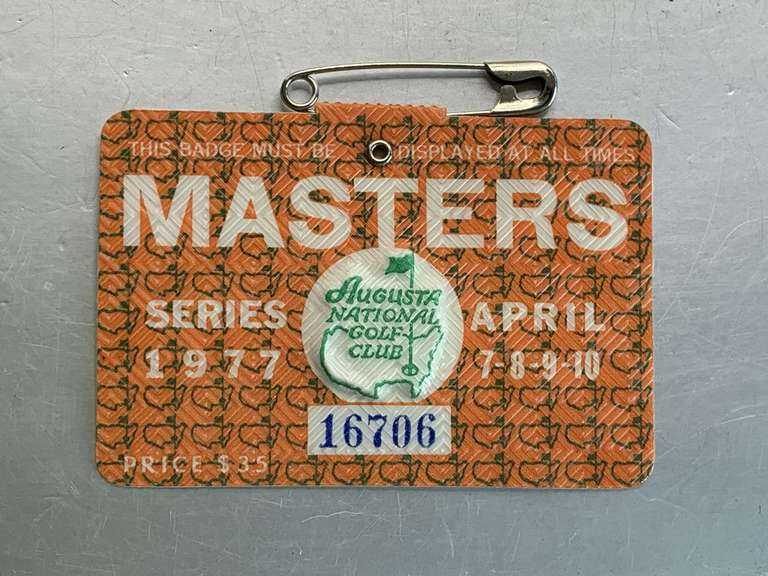 THIS BADGE MUST BE DISPLAYED AT ALL TIMES
MASTERS
SERIES
1977
Augusta
National
Golf
Club
APRIL
7-8-9-10
16706
PRICE $35